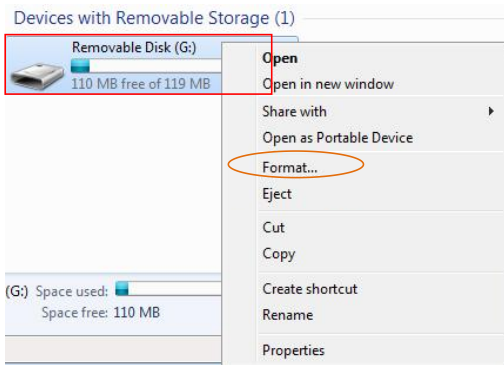 Devices with Removable Storage (1)
Removable Disk (G:)
110 MB free of 119 MB
Open
Open in new window
Share with
Open as Portable Device
Format...
Eject
Cut
Copy
Create shortcut
Rename
Properties
(G:) Space used:
Space free: 110 MB